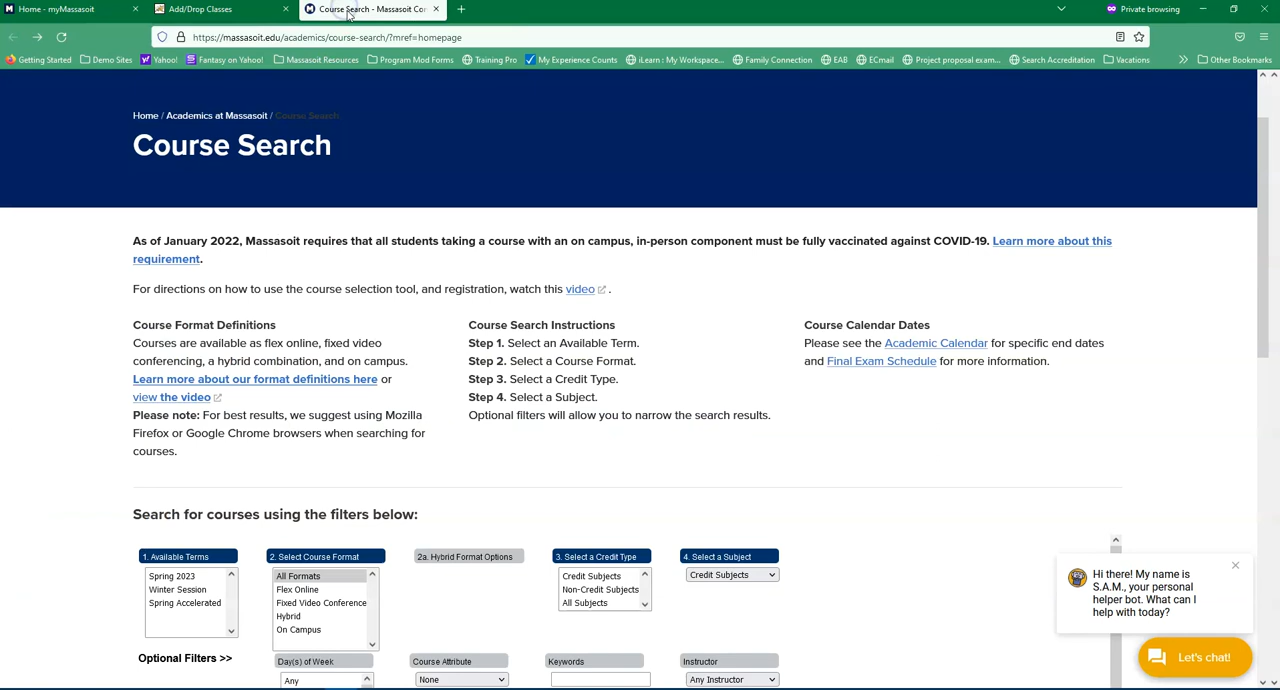 Home - myMassasoit
Add/Drop Classes
Course Search - Massasoit Co
Private browsing
https://massasoit.edu/academics/course-search/?mref=homepage
Getting Started
Demo Sites
Yahoo!
Fantasy on Yahoo!
Massasoit Resources
Program Mod Forms
Training Pro
My Experience Counts
iLearn : My Workspace...
Family Connection
EAB
ECmail
Project proposal exam...
Search Accreditation
Vacations
Other Bookmarks
Home / Academics at Massasoit / Course Search
Course Search
As of January 2022, Massasoit requires that all students taking a course with an on campus, in-person component must be fully vaccinated against COVID-19. Learn more about this
requirement.
For directions on how to use the course selection tool, and registration, watch this video .
Course Format Definitions
Courses are available as flex online, fixed video
conferencing, a hybrid combination, and on campus.
Learn more about our format definitions here or
view the video
Please note: For best results, we suggest using Mozilla
Firefox or Google Chrome browsers when searching for
courses.
Course Search Instructions
Step 1. Select an Available Term.
Step 2. Select a Course Format.
Step 3. Select a Credit Type.
Step 4. Select a Subject.
Optional filters will allow you to narrow the search results.
Course Calendar Dates
Please see the Academic Calendar for specific end dates
and Final Exam Schedule for more information.
Search for courses using the filters below:
1. Available Terms
Spring 2023
Winter Session
Spring Accelerated
2. Select Course Format
All Formats
Flex Online
Fixed Video Conference
Hybrid
On Campus
2a. Hybrid Format Options
3. Select a Credit Type
Credit Subjects
Non-Credit Subjects
All Subjects
4. Select a Subject
Credit Subjects
Optional Filters >>
Day(s) of Week
Any
Course Attribute
None
Keywords
Instructor
Any Instructor
Hi there! My name is
S.A.M., your personal
helper bot. What can I
help with today?
Let's chat!